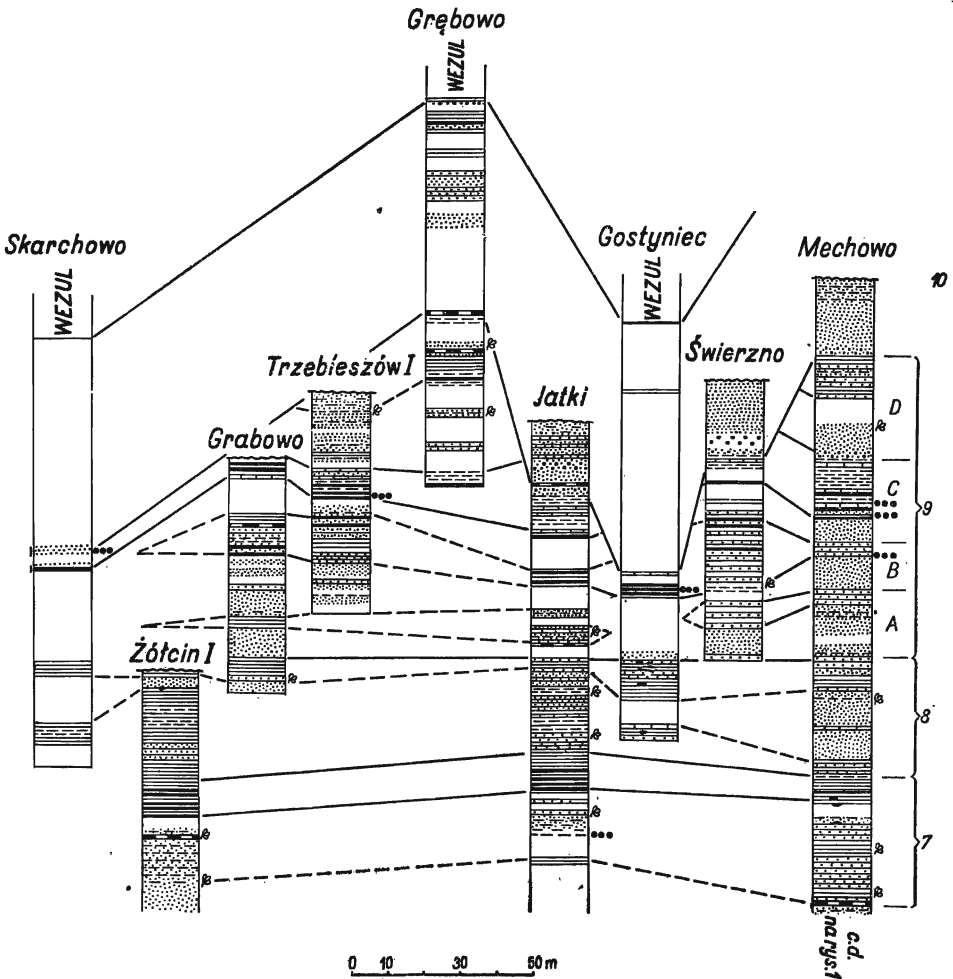 Grębowo
WEZUL
Skarchowo
WEZUL
Gostyniec
WEZUL
Mechowo
10
Trzebieszów I
Świerzno
Jatki
Grabowo
D
C
9
B
A
Żółcin I
8
7
0 10 30 50 m
c.d.
na rys.1